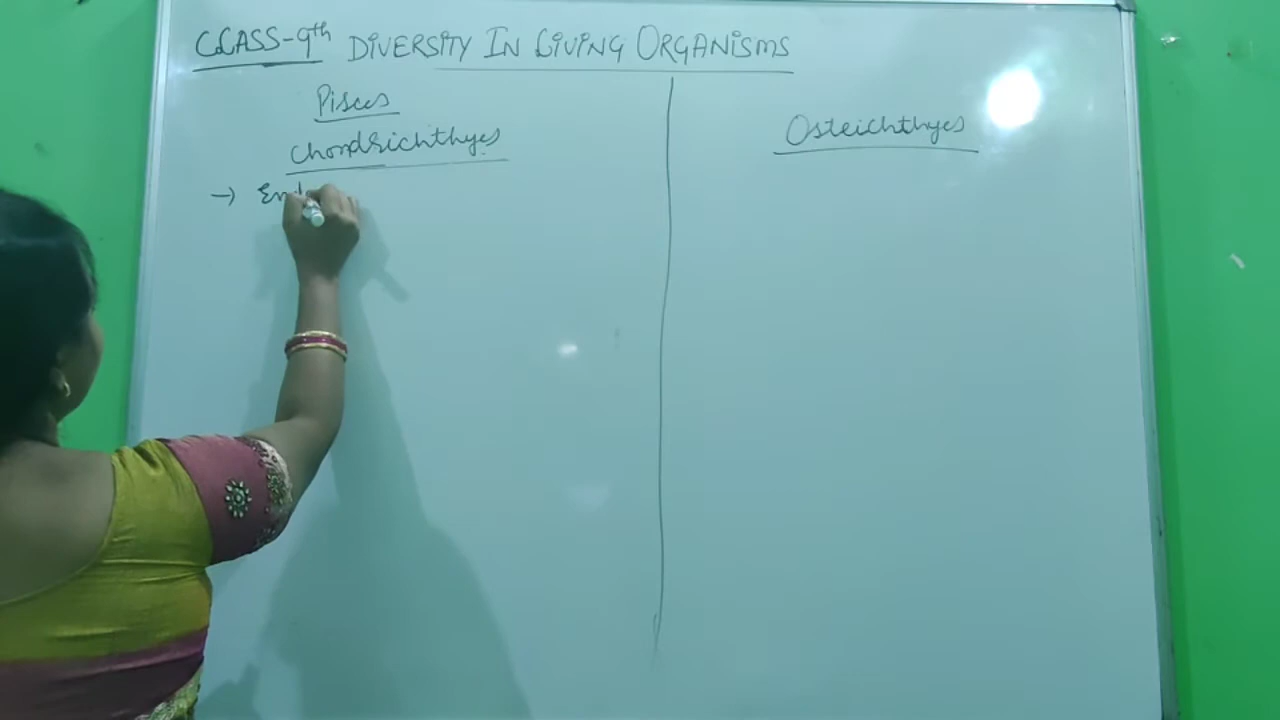 CLASS-9th DIVERSITY IN LIVING ORGANISMS
Pisces
Chondrichthyes
Osteichthyes
→